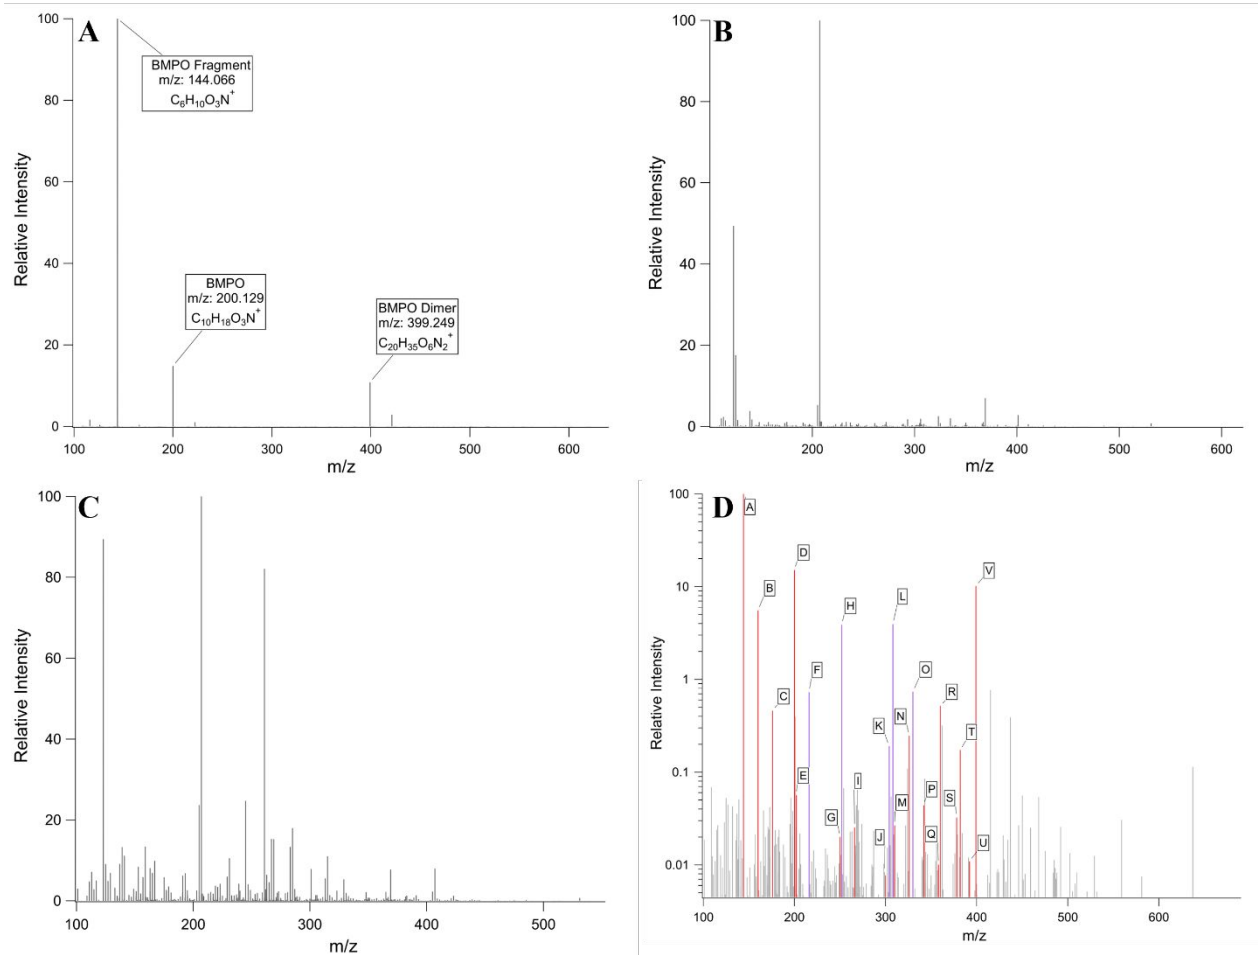 A
100
80
60
40
20
0
Relative Intensity
BMPO Fragment
m/z: 144.066
C₆H₁₀O₃N⁺
BMPO
m/z: 200.129
C₁₀H₁₈O₃N⁺
BMPO Dimer
m/z: 399.249
C₂₀H₃₅O₆N₂⁺
100 200 300 400 500 600
m/z
B
100
80
60
40
20
0
Relative Intensity
200 300 400 500 600
m/z
C
100
80
60
40
20
0
Relative Intensity
100 200 300 400 500
m/z
D
100
10
1
0.1
0.01
Relative Intensity
A
B
C
D
E
F
G
H
I
J
K
L
M
N
O
P
Q
R
S
T
U
V
100 200 300 400 500 600
m/z